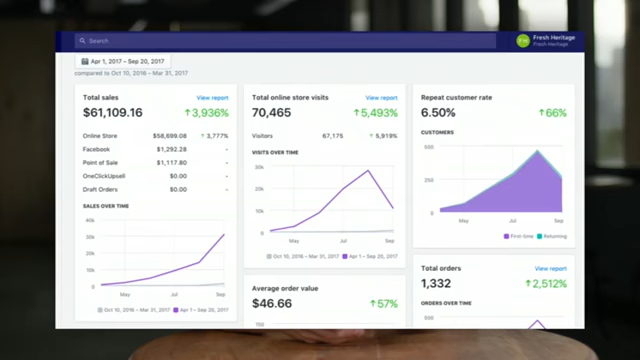 Search
FH
Fresh Heritage
Fresh Heritage
Apr 1, 2017 – Sep 20, 2017
compared to Oct 10, 2016 – Mar 31, 2017
Total sales
View report
$61,109.16
↑3,936%
Online Store $58,699.08 ↑ 3,777%
Facebook $1,292.28 -
Point of Sale $1,117.80 -
OneClickUpsell $0.00 -
Draft Orders $0.00 -
SALES OVER TIME
40k
30k
20k
10k
0
May Jul Sep
Oct 10, 2016 – Mar 31, 2017 Apr 1 – Sep 20, 2017
Total online store visits
View report
70,465
↑5,493%
Visitors 67,175 ↑ 5,919%
VISITS OVER TIME
30k
20k
10k
0
May Jul Sep
Oct 10, 2016 – Mar 31, 2017 Apr 1 – Sep 20, 2017
Average order value
$46.66
↑57%
Repeat customer rate
6.50%
↑66%
CUSTOMERS
500
250
0
May Jul Sep
First-time Returning
Total orders
View report
1,332
↑2,512%
ORDERS OVER TIME